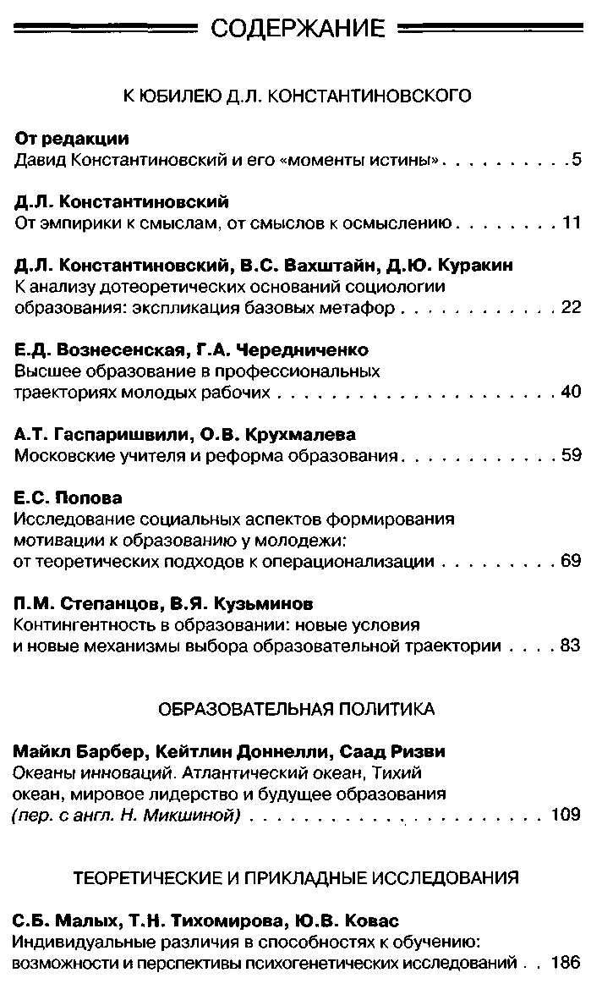 СОДЕРЖАНИЕ
К ЮБИЛЕЮ Д.Л. КОНСТАНТИНОВСКОГО
От редакции
Давид Константиновский и его «моменты истины». . . . . . . . . . .5
Д.Л. Константиновский
От эмпирики к смыслам, от смыслов к осмыслению. . . . . . . . 11
Д.Л. Константиновский, В.С. Вахштайн, Д.Ю. Куракин
К анализу дотеоретических оснований социологии
образования: экспликация базовых метафор . . . . . . . . . . . . 22
Е.Д. Вознесенская, Г.А. Чередниченко
Высшее образование в профессиональных
траекториях молодых рабочих . . . . . . . . . . . . . . . . . . . . . 40
А.Т. Гаспаришвили, О.В. Крухмалева
Московские учителя и реформа образования. . . . . . . . . . . . 59
Е.С. Попова
Исследование социальных аспектов формирования
мотивации к образованию у молодежи:
от теоретических подходов к операционализации . . . . . . . . . 69
П.М. Степанцов, В.Я. Кузьминов
Контингентность в образовании: новые условия
и новые механизмы выбора образовательной траектории . . . . 83
ОБРАЗОВАТЕЛЬНАЯ ПОЛИТИКА
Майкл Барбер, Кейтлин Доннелли, Саад Ризви
Океаны инноваций. Атлантический океан, Тихий
океан, мировое лидерство и будущее образования
(пер. с англ. Н. Микшиной) . . . . . . . . . . . . . . . . . . . . . . 109
ТЕОРЕТИЧЕСКИЕ И ПРИКЛАДНЫЕ ИССЛЕДОВАНИЯ
С.Б. Малых, Т.Н. Тихомирова, Ю.В. Ковас
Индивидуальные различия в способностях к обучению:
возможности и перспективы психогенетических исследований . . 186